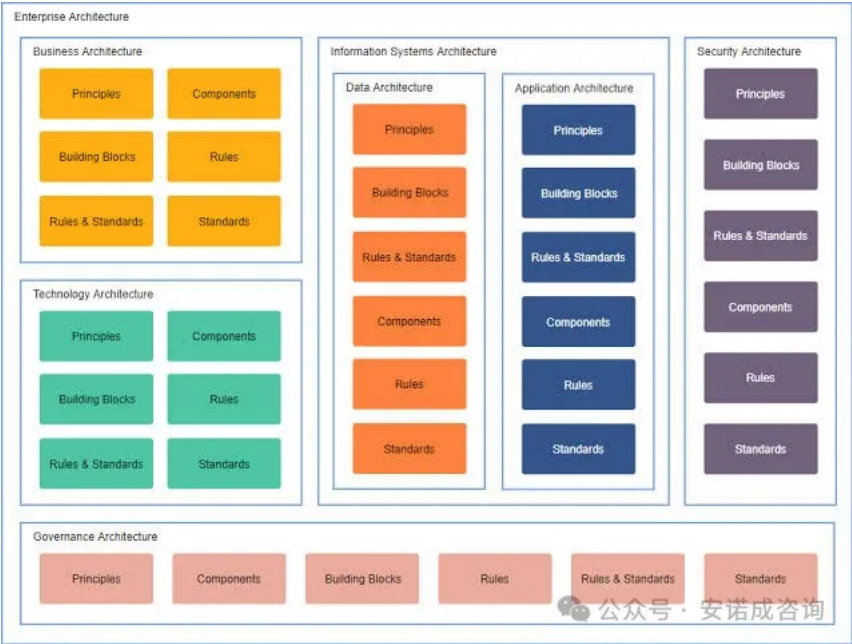 Enterprise Architecture
Business Architecture
Principles
Components
Building Blocks
Rules
Rules & Standards
Standards
Technology Architecture
Principles
Components
Building Blocks
Rules
Rules & Standards
Standards
Information Systems Architecture
Data Architecture
Principles
Building Blocks
Rules & Standards
Components
Rules
Standards
Application Architecture
Principles
Building Blocks
Rules & Standards
Components
Rules
Standards
Security Architecture
Principles
Building Blocks
Rules & Standards
Components
Rules
Standards
Governance Architecture
Principles
Components
Building Blocks
Rules
Rules & Standards
Standards
公众号 · 安诺成咨询